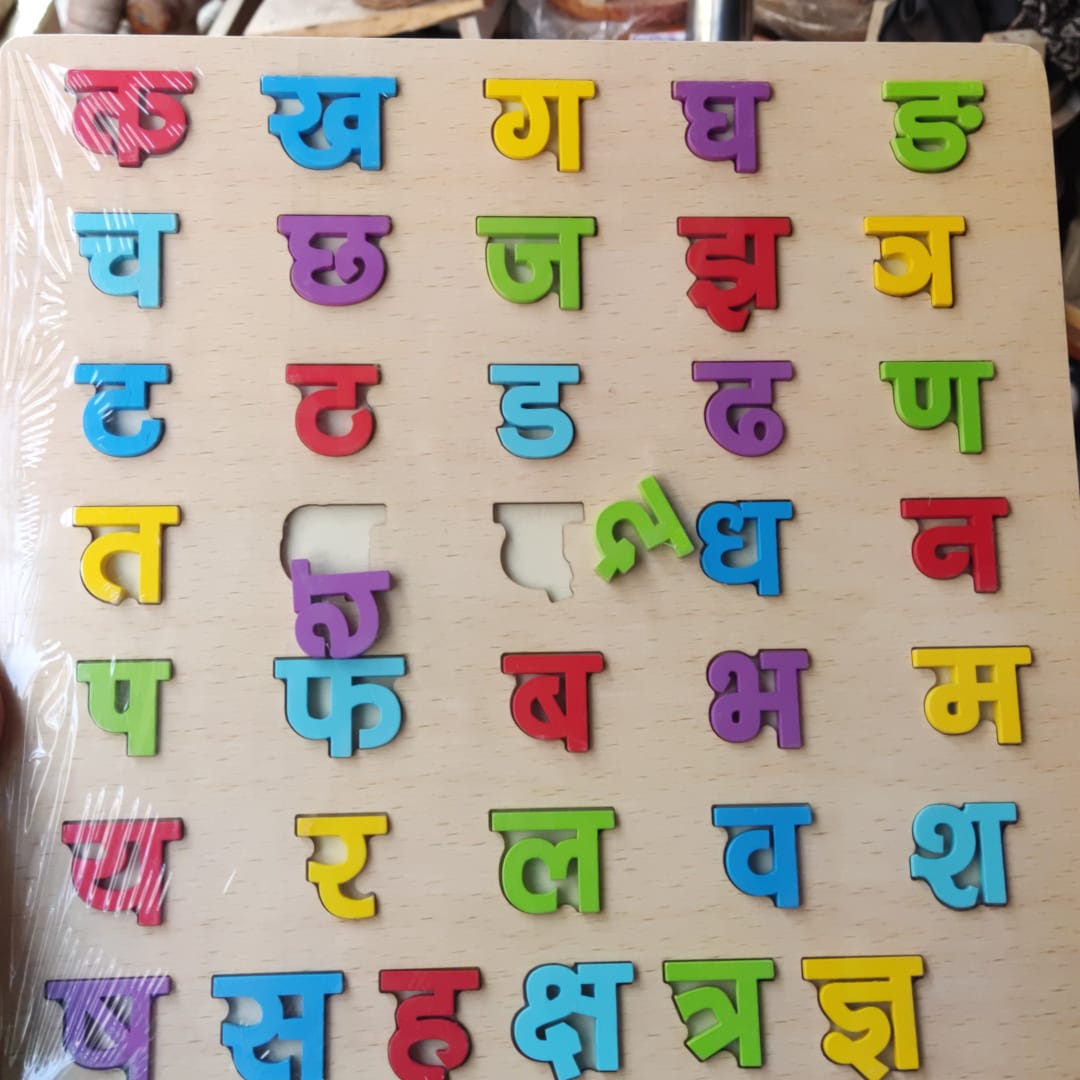 क ख ग घ ङ
च छ ज झ ञ
ट ठ ड ढ ण
त थ द ध न
प फ ब भ म
य र ल व श
ष स ह क्ष त्र ज्ञ